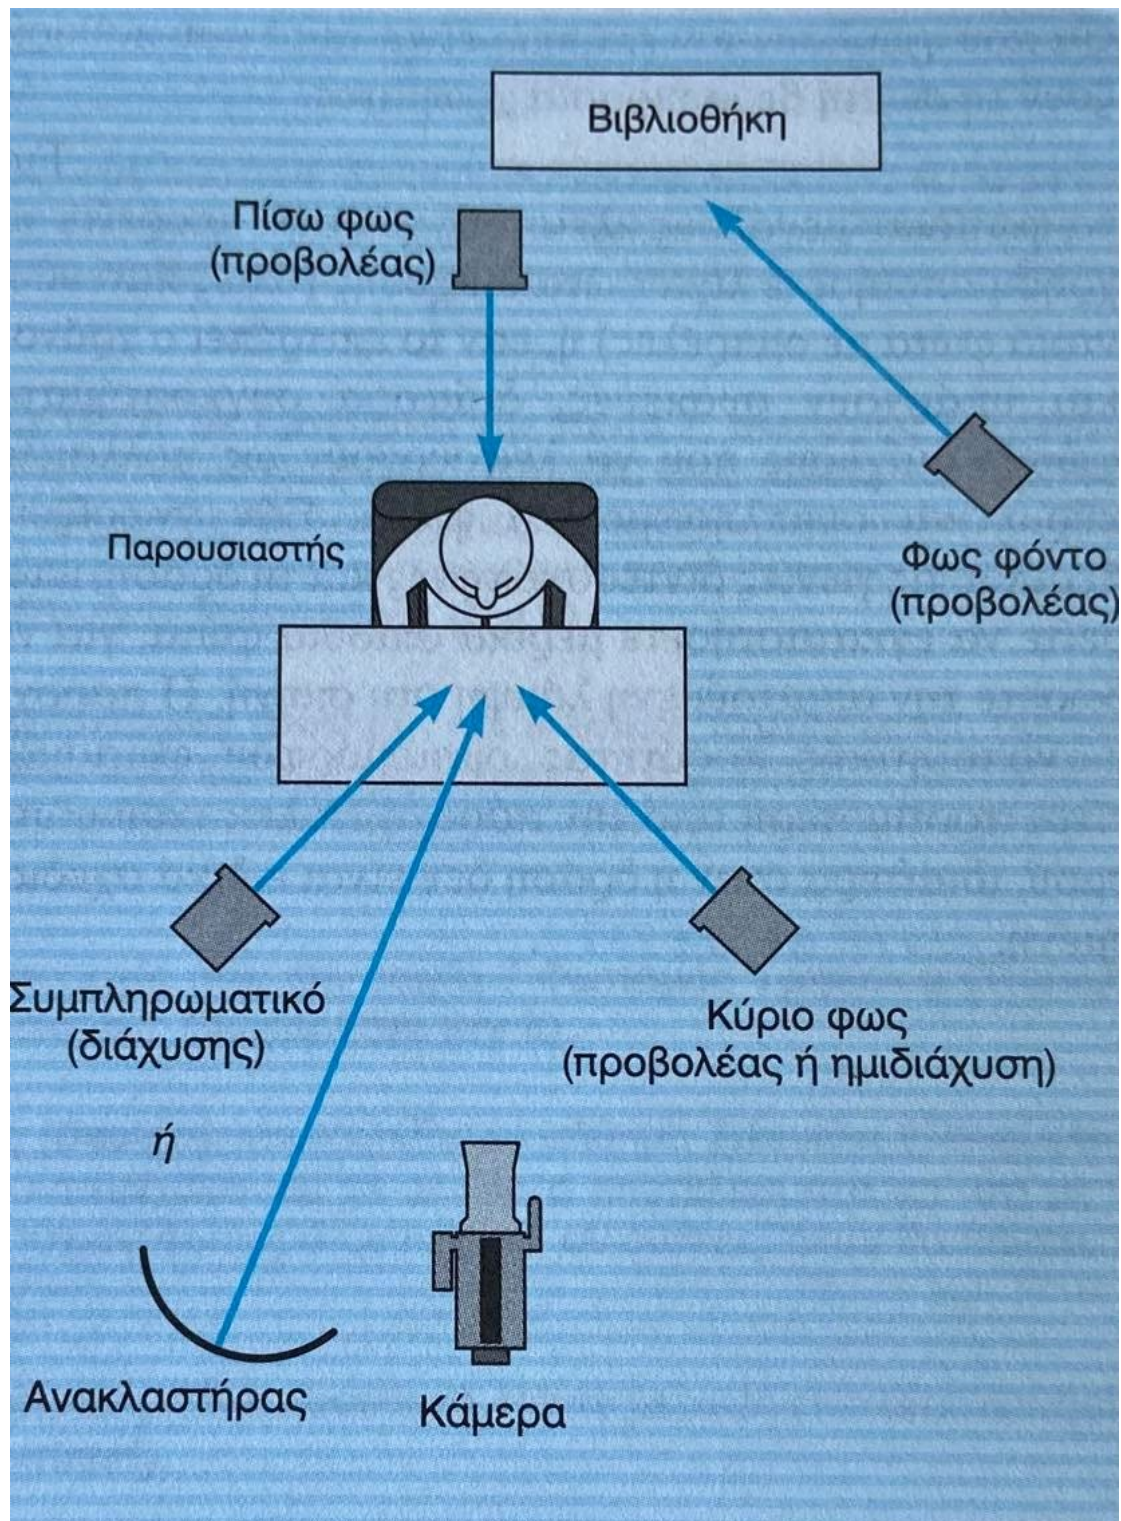 Βιβλιοθήκη
Πίσω φως
(προβολέας)
Παρουσιαστής
Φως φόντο
(προβολέας)
Συμπληρωματικό
(διάχυσης)
Κύριο φως
(προβολέας ή ημιδιάχυση)
ή
Ανακλαστήρας
Κάμερα